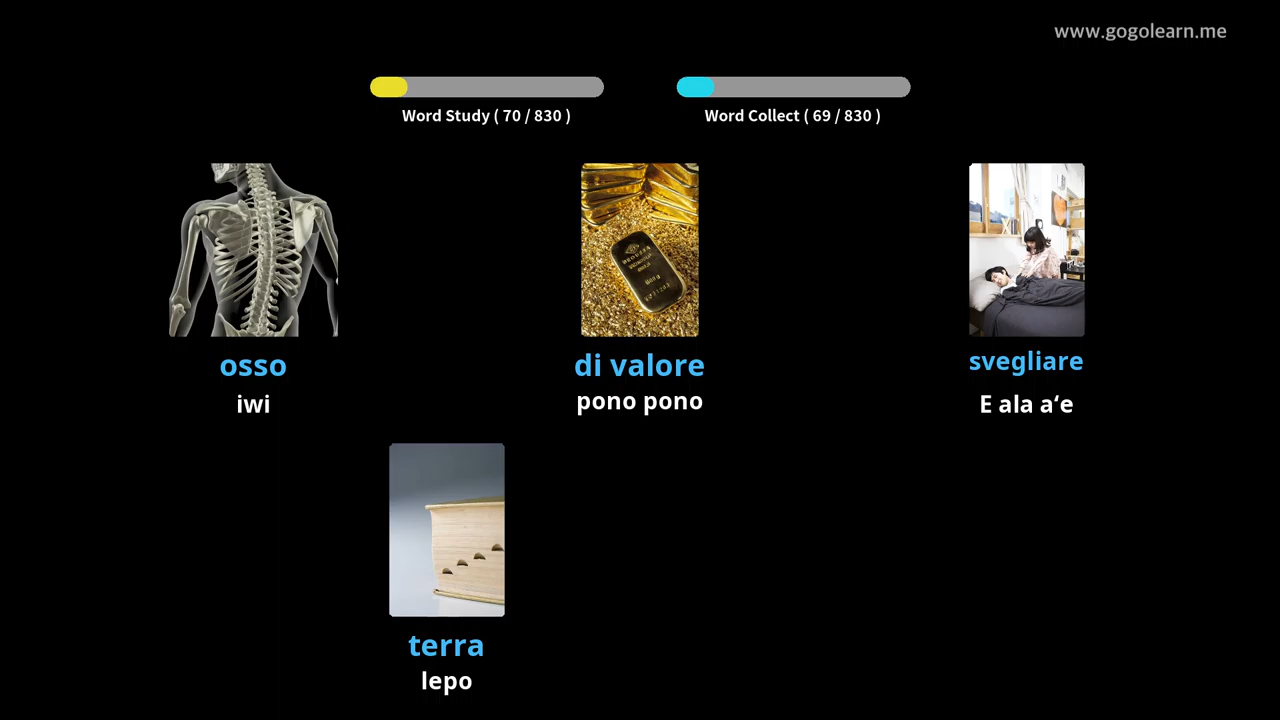 www.gogolearn.me
Word Study ( 70 / 830 )
Word Collect ( 69 / 830 )
osso
iwi
di valore
pono pono
svegliare
E ala aʻe
terra
lepo